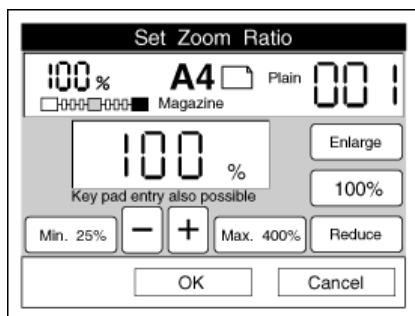 Set Zoom Ratio
100 % A4 Plain 001
Magazine
100 % Enlarge
Key pad entry also possible 100%
Min. 25% − + Max. 400% Reduce
OK Cancel